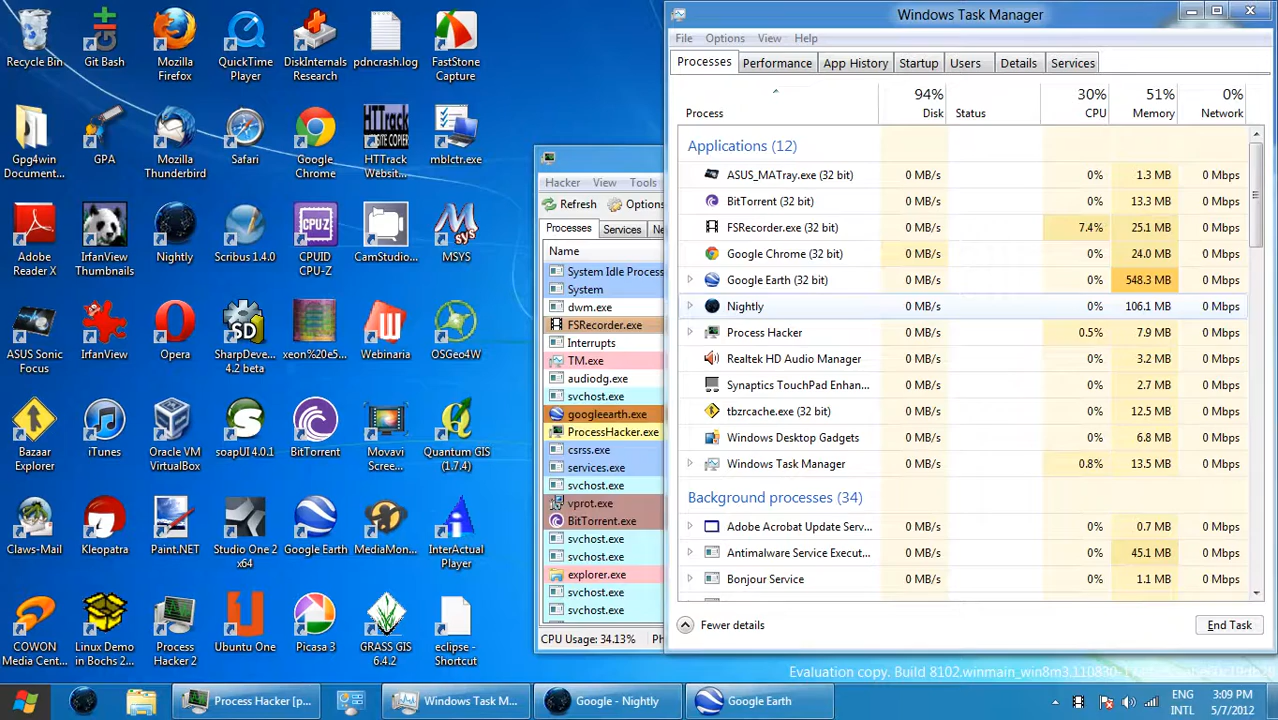 Recycle Bin
Git Bash
Mozilla
Firefox
QuickTime
Player
DiskInternals
Research
pdncrash.log
FastStone
Capture
Gpg4win
Document...
GPA
Mozilla
Thunderbird
Safari
Google
Chrome
HTTrack
WEBSITE COPIER
HTTrack
Websit...
mblctr.exe
Adobe
Reader X
IrfanView
Thumbnails
Nightly
Scribus 1.4.0
CPU-Z
CPUID
CPU-Z
CamStudio...
M
sys
MSYS
ASUS Sonic
Focus
IrfanView
Opera
SD
SharpDeve...
4.2 beta
xeon%20e5...
Webinaria
OSGeo4W
Bazaar
Explorer
iTunes
Oracle VM
VirtualBox
soapUI 4.0.1
BitTorrent
Movavi
Scree...
Quantum GIS
(1.7.4)
Claws-Mail
Kleopatra
Paint.NET
Studio One 2
x64
Google Earth
MediaMon...
InterActual
Player
COWON
Media Cent...
Linux Demo
in Bochs 2...
Process
Hacker 2
Ubuntu One
Picasa 3
GRASS GIS
6.4.2
eclipse -
Shortcut
Hacker View Tools
Refresh Options
Processes Services Ne
Name
System Idle Process
System
dwm.exe
FSRecorder.exe
Interrupts
TM.exe
audiodg.exe
svchost.exe
googleearth.exe
ProcessHacker.exe
csrss.exe
services.exe
svchost.exe
vprot.exe
BitTorrent.exe
svchost.exe
svchost.exe
explorer.exe
svchost.exe
svchost.exe
CPU Usage: 34.13% Ph
Windows Task Manager
File Options View Help
Processes Performance App History Startup Users Details Services
94% 30% 51% 0%
Process Disk Status CPU Memory Network
Applications (12)
ASUS_MATray.exe (32 bit) 0 MB/s 0% 1.3 MB 0 Mbps
BitTorrent (32 bit) 0 MB/s 0% 13.3 MB 0 Mbps
FSRecorder.exe (32 bit) 0 MB/s 7.4% 25.1 MB 0 Mbps
Google Chrome (32 bit) 0 MB/s 0% 24.0 MB 0 Mbps
Google Earth (32 bit) 0 MB/s 0% 548.3 MB 0 Mbps
Nightly 0 MB/s 0% 106.1 MB 0 Mbps
Process Hacker 0 MB/s 0.5% 7.9 MB 0 Mbps
Realtek HD Audio Manager 0 MB/s 0% 3.2 MB 0 Mbps
Synaptics TouchPad Enhan... 0 MB/s 0% 2.7 MB 0 Mbps
tbzrcache.exe (32 bit) 0 MB/s 0% 12.5 MB 0 Mbps
Windows Desktop Gadgets 0 MB/s 0% 6.8 MB 0 Mbps
Windows Task Manager 0 MB/s 0.8% 13.5 MB 0 Mbps
Background processes (34)
Adobe Acrobat Update Serv... 0 MB/s 0% 0.7 MB 0 Mbps
Antimalware Service Execut... 0 MB/s 0% 45.1 MB 0 Mbps
Bonjour Service 0 MB/s 0% 1.1 MB 0 Mbps
Fewer details End Task
Evaluation copy. Build 8102.winmain_win8m3.110830-1
Process Hacker [p... Windows Task M... Google - Nightly Google Earth
ENG
INTL
3:09 PM
5/7/2012